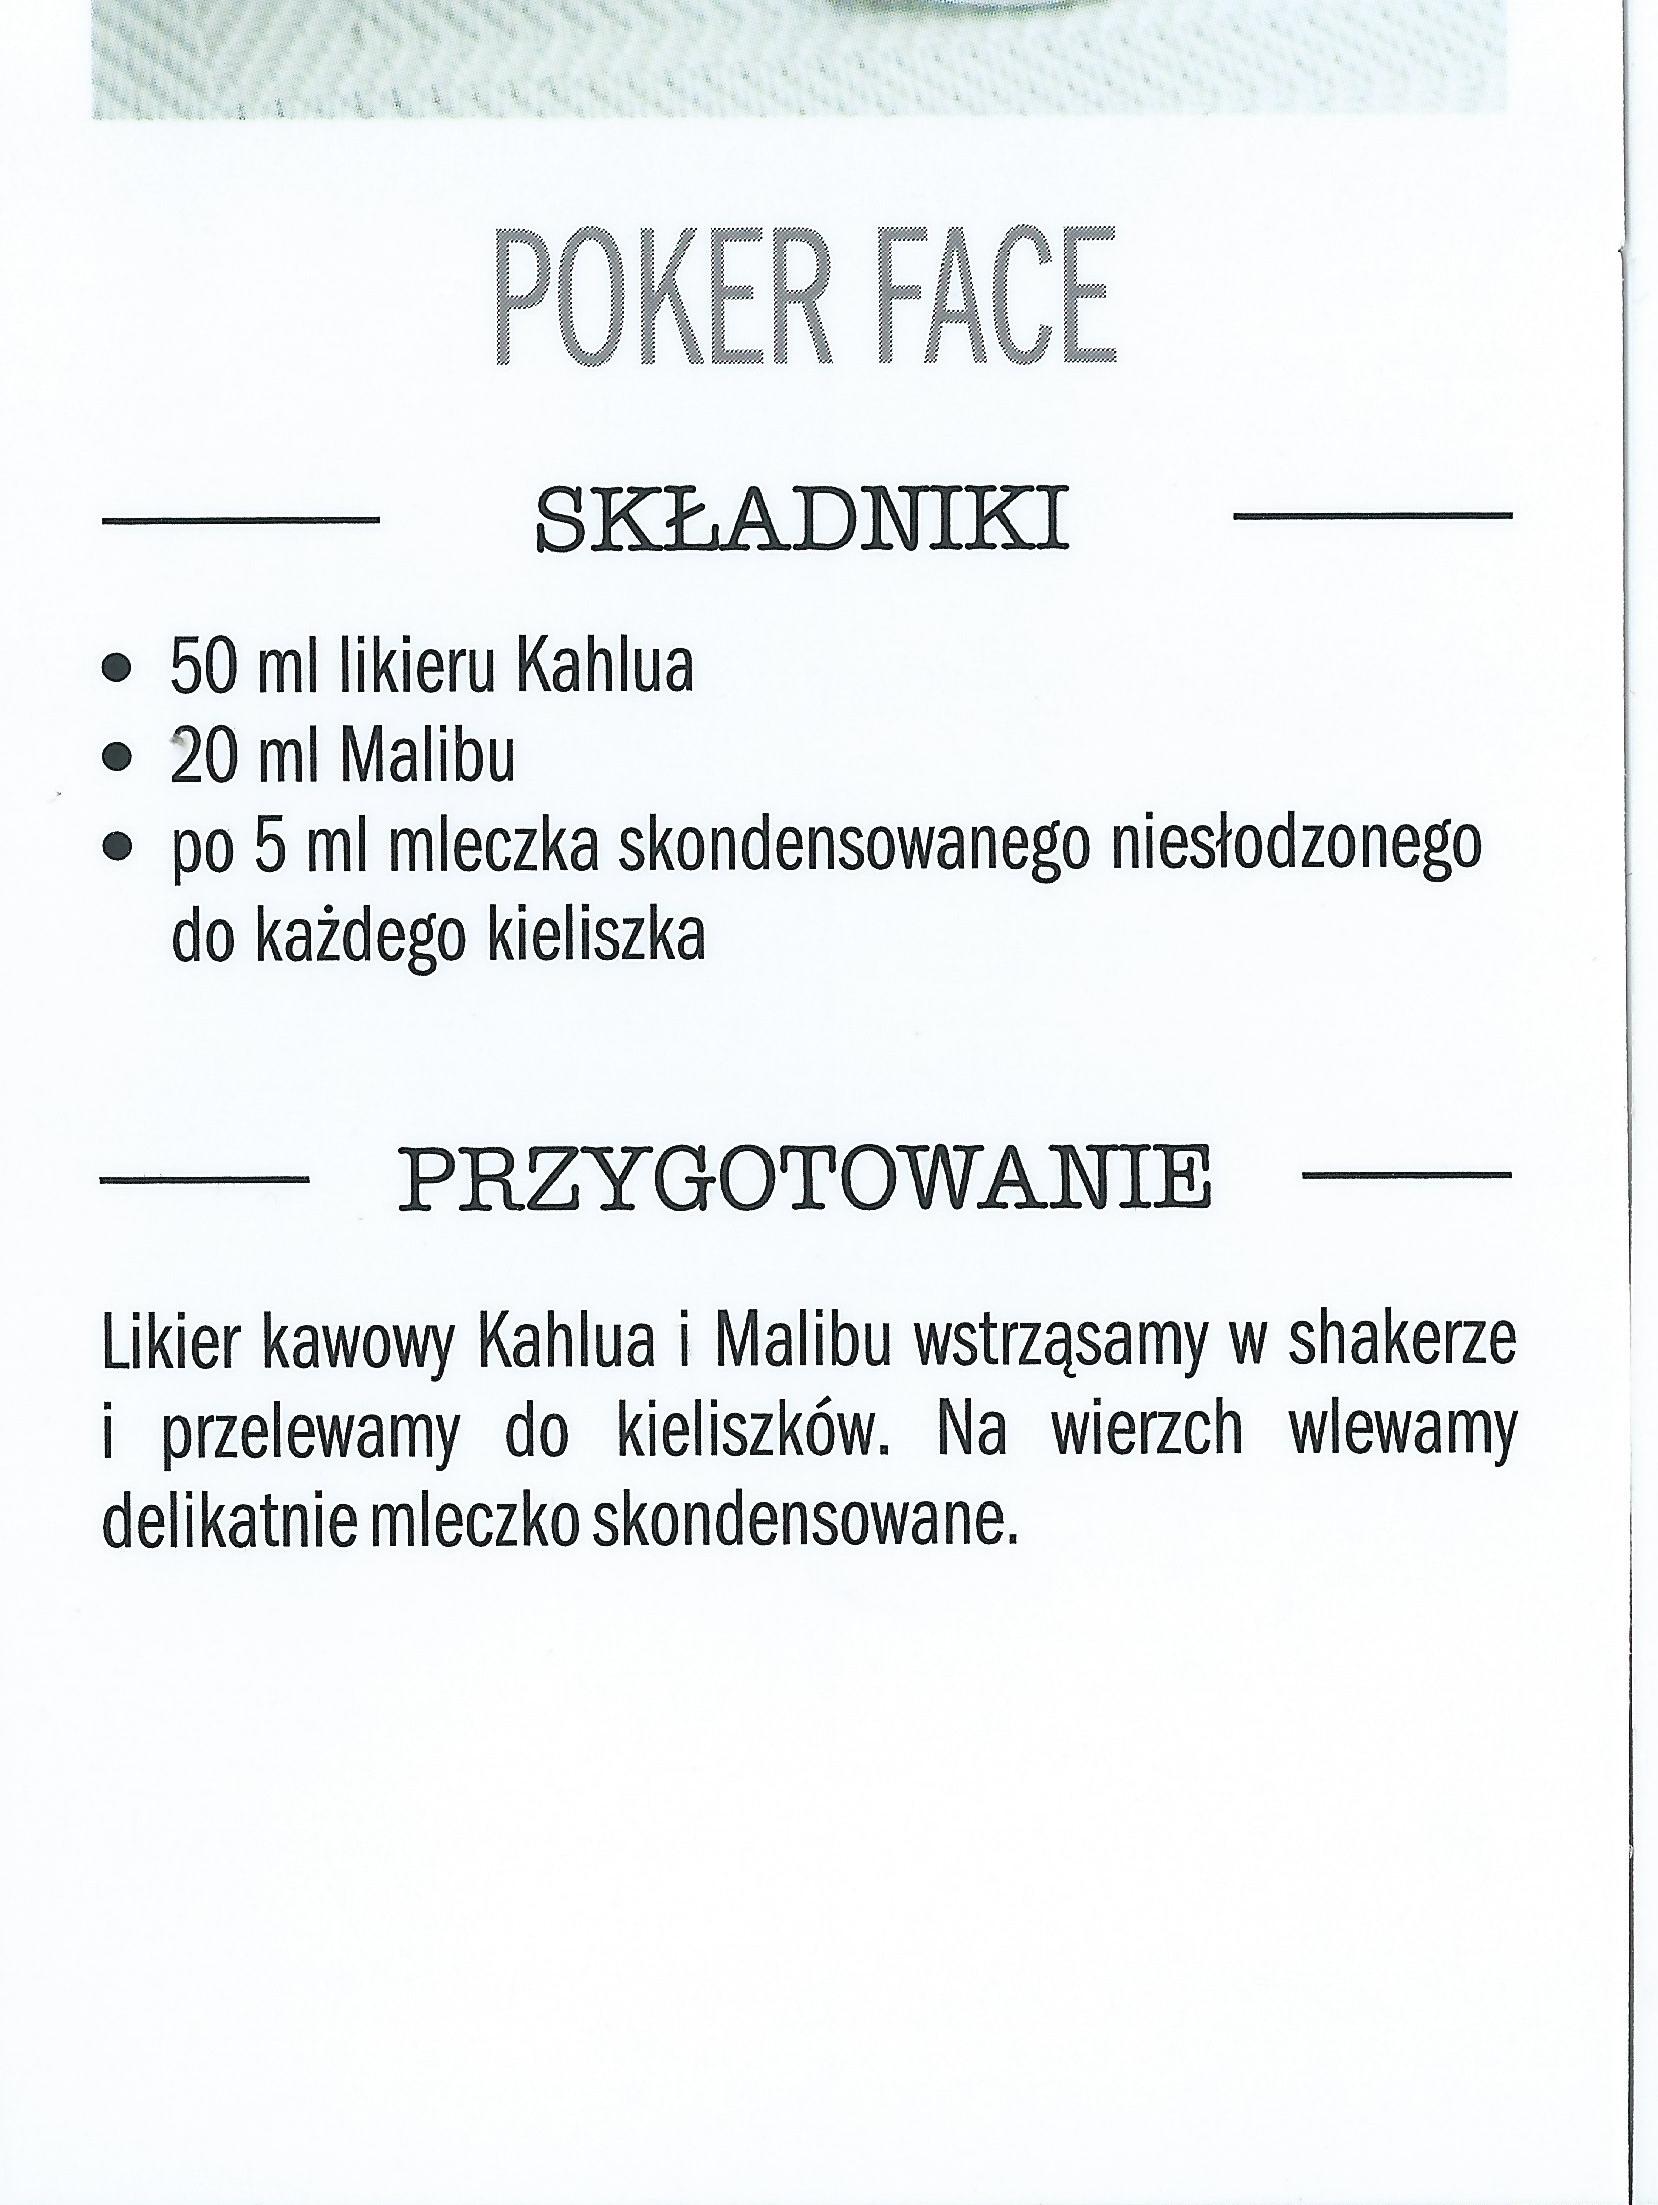 POKER FACE
SKŁADNIKI
• 50 ml likieru Kahlua
• 20 ml Malibu
• po 5 ml mleczka skondensowanego niesłodzonego
do każdego kieliszka
PRZYGOTOWANIE
Likier kawowy Kahlua i Malibu wstrząsamy w shakerze
i przelewamy do kieliszków. Na wierzch wlewamy
delikatnie mleczko skondensowane.